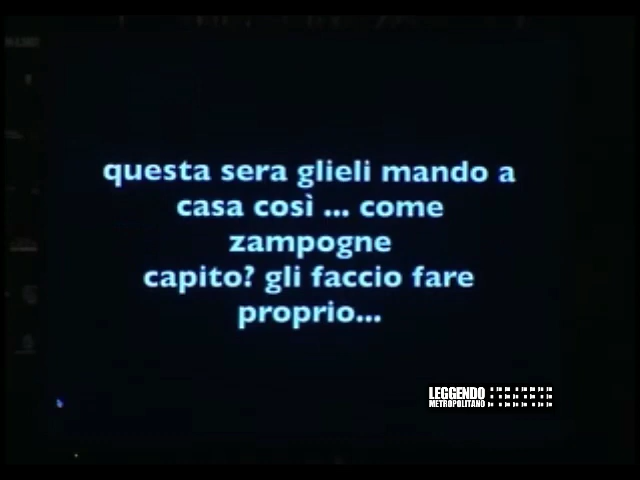 questa sera glieli mando a
casa così ... come
zampogne
capito? gli faccio fare
proprio...
LEGGENDO
METROPOLITANO